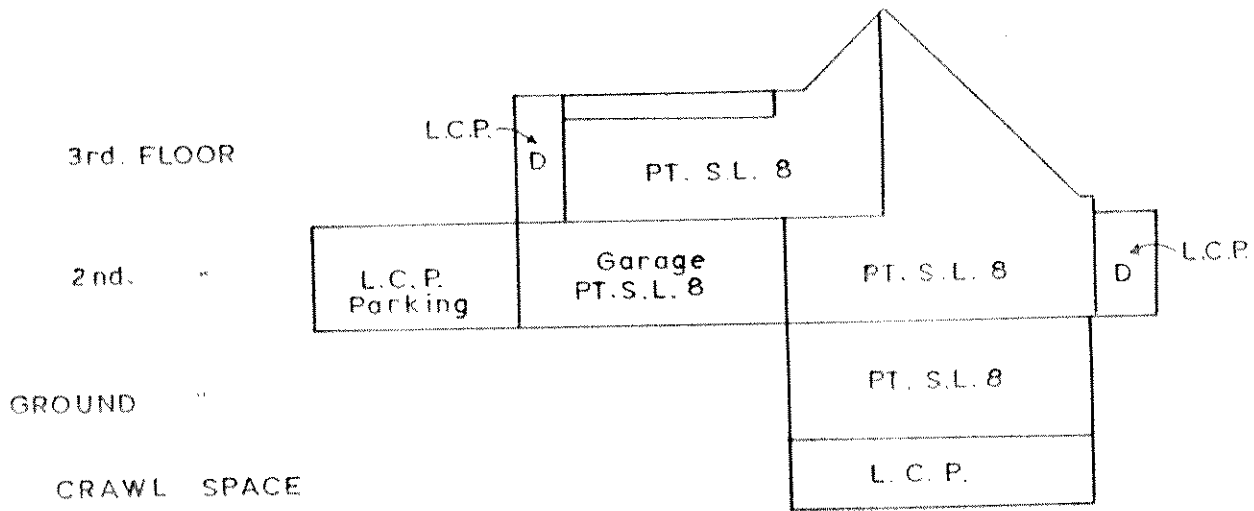 L.C.P.
3rd. FLOOR
D
PT. S.L. 8
2nd. "
L.C.P.
Parking
Garage
PT.S.L. 8
PT. S.L. 8
D
L.C.P.
GROUND "
PT. S.L. 8
CRAWL SPACE
L. C. P.